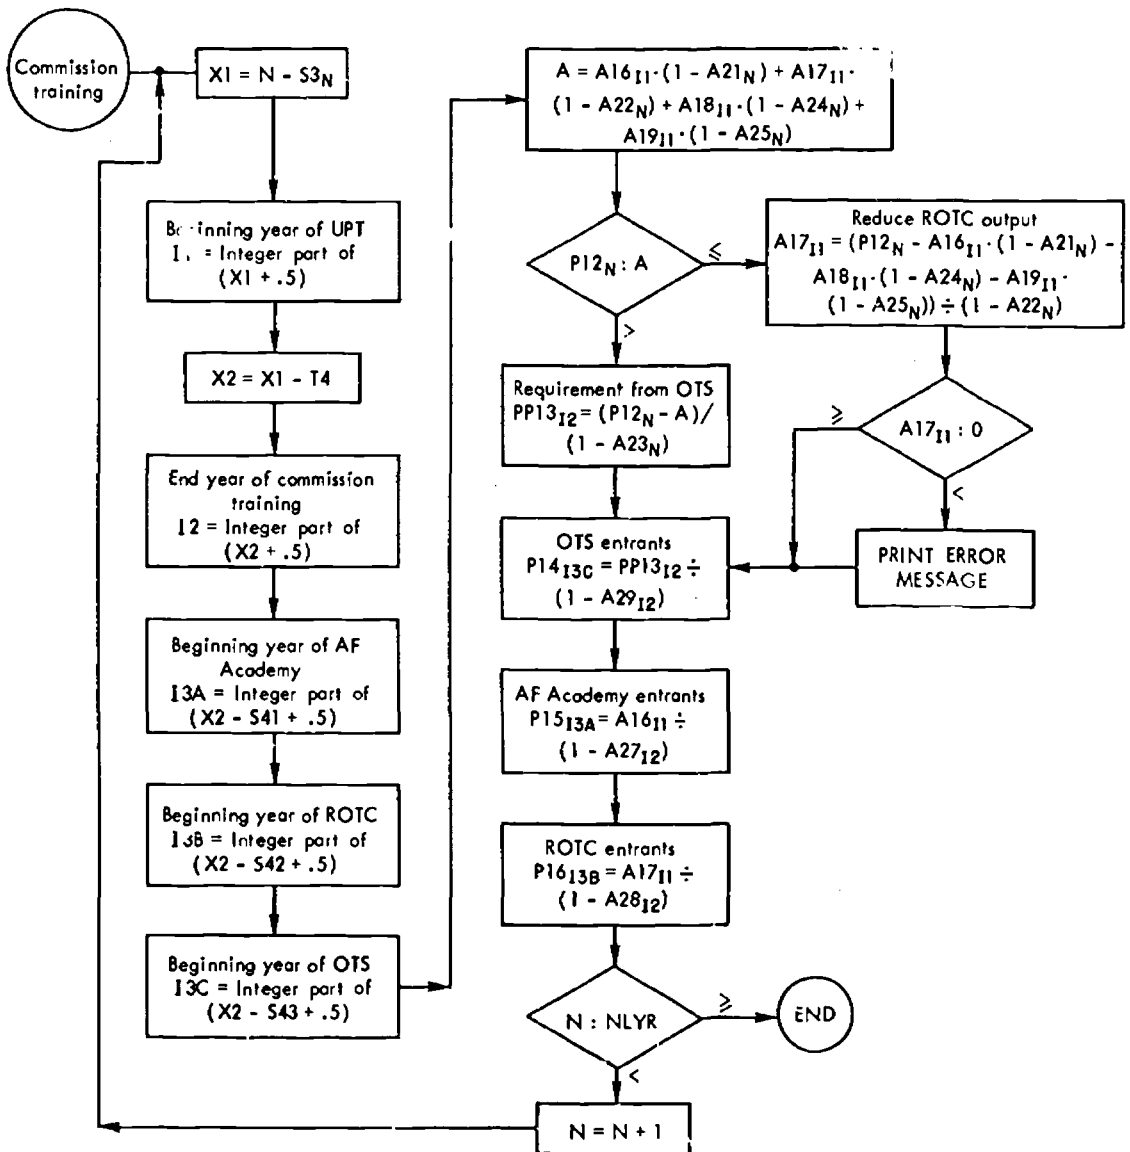 Commission
training
X1 = N - S3N
Beginning year of UPT
I1 = Integer part of
(X1 + .5)
X2 = X1 - T4
End year of commission
training
I2 = Integer part of
(X2 + .5)
Beginning year of AF
Academy
I3A = Integer part of
(X2 - S41 + .5)
Beginning year of ROTC
I3B = Integer part of
(X2 - S42 + .5)
Beginning year of OTS
I3C = Integer part of
(X2 - S43 + .5)
A = A16I1·(1 - A21N) + A17I1·
(1 - A22N) + A18I1·(1 - A24N) +
A19I1·(1 - A25N)
P12N : A
≤
>
Reduce ROTC output
A17I1 = (P12N - A16I1·(1 - A21N) -
A18I1·(1 - A24N) - A19I1·
(1 - A25N)) ÷ (1 - A22N)
A17I1 : 0
≥
<
PRINT ERROR
MESSAGE
Requirement from OTS
PP13I2 = (P12N - A)/
(1 - A23N)
OTS entrants
P14I3C = PP13I2 ÷
(1 - A29I2)
AF Academy entrants
P15I3A = A16I1 ÷
(1 - A27I2)
ROTC entrants
P16I3B = A17I1 ÷
(1 - A28I2)
N : NLYR
≥
END
<
N = N + 1